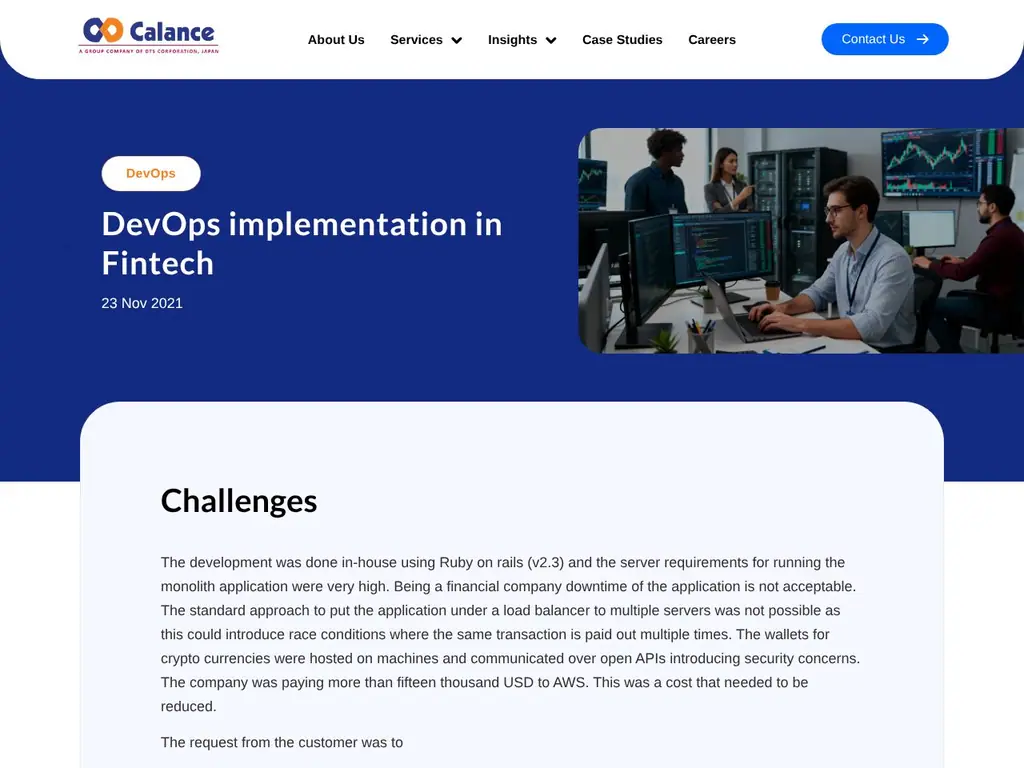 Calance
A GROUP COMPANY OF DTS CORPORATION, JAPAN
About Us
Services
Insights
Case Studies
Careers
Contact Us
DevOps
DevOps implementation in
Fintech
23 Nov 2021
Challenges
The development was done in-house using Ruby on rails (v2.3) and the server requirements for running the
monolith application were very high. Being a financial company downtime of the application is not acceptable.
The standard approach to put the application under a load balancer to multiple servers was not possible as
this could introduce race conditions where the same transaction is paid out multiple times. The wallets for
crypto currencies were hosted on machines and communicated over open APIs introducing security concerns.
The company was paying more than fifteen thousand USD to AWS. This was a cost that needed to be
reduced.
The request from the customer was to